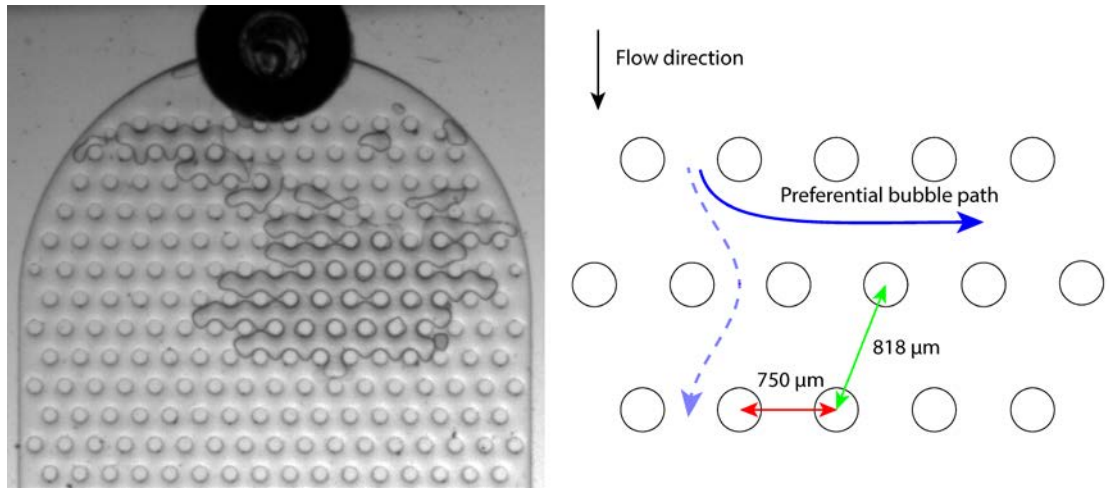 Flow direction
Preferential bubble path
818 µm
750 µm